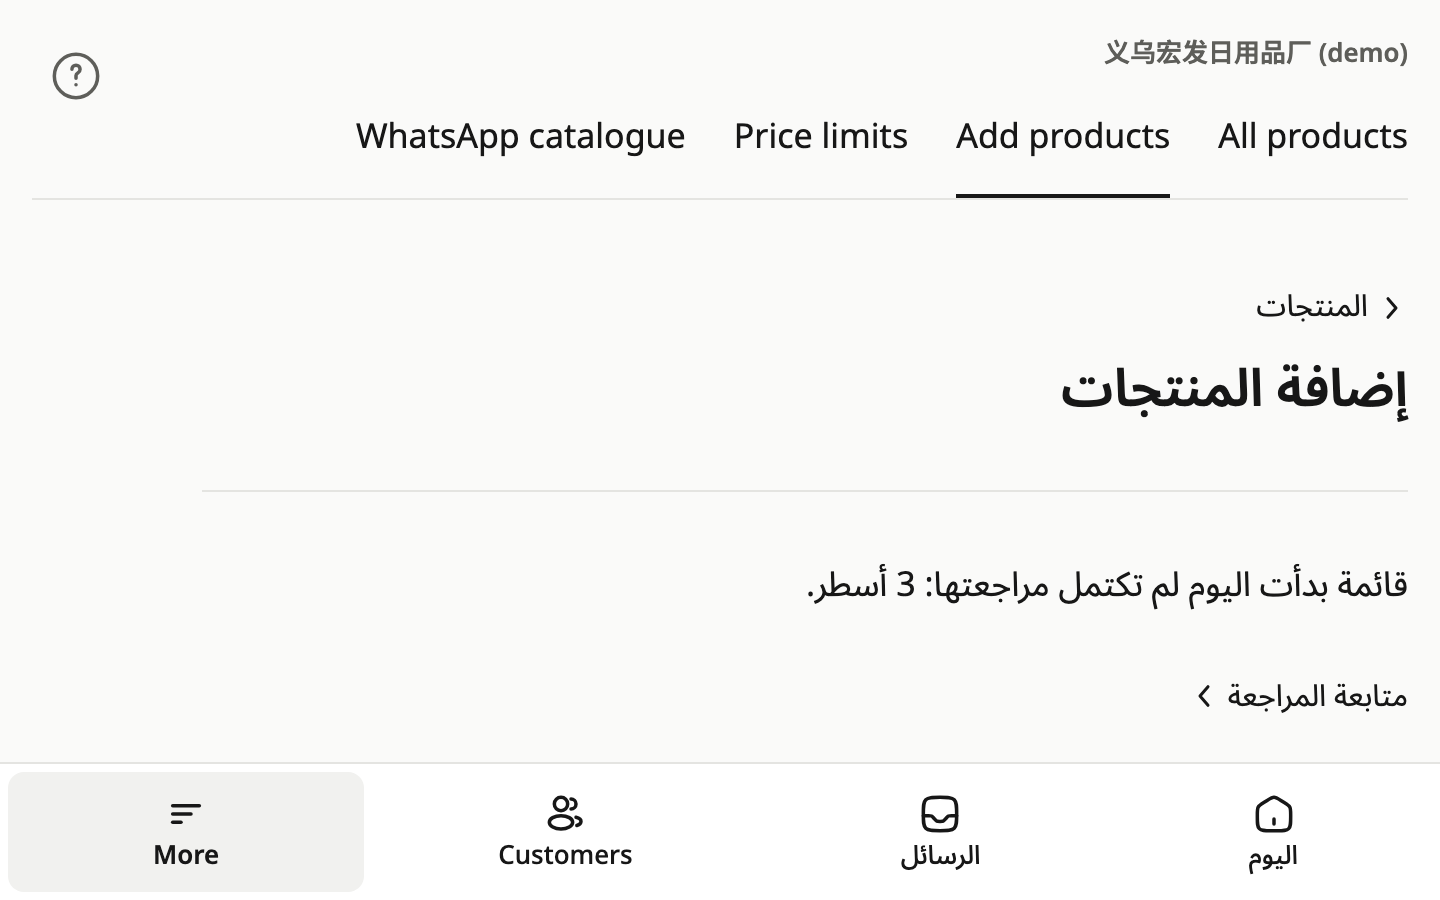 义乌宏发日用品厂 (demo)
All products
Add products
Price limits
WhatsApp catalogue
المنتجات
إضافة المنتجات
قائمة بدأت اليوم لم تكتمل مراجعتها: 3 أسطر.
متابعة المراجعة
اليوم
الرسائل
Customers
More